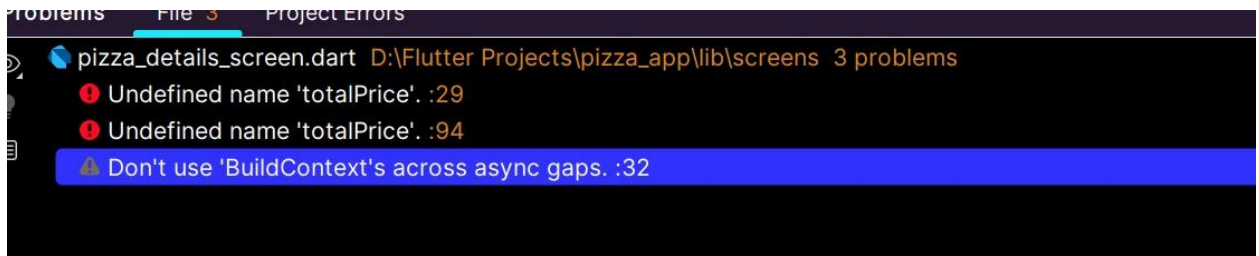 Problems File 3 Project Errors
pizza_details_screen.dart D:\Flutter Projects\pizza_app\lib\screens 3 problems
Undefined name 'totalPrice'. :29
Undefined name 'totalPrice'. :94
Don't use 'BuildContext's across async gaps. :32